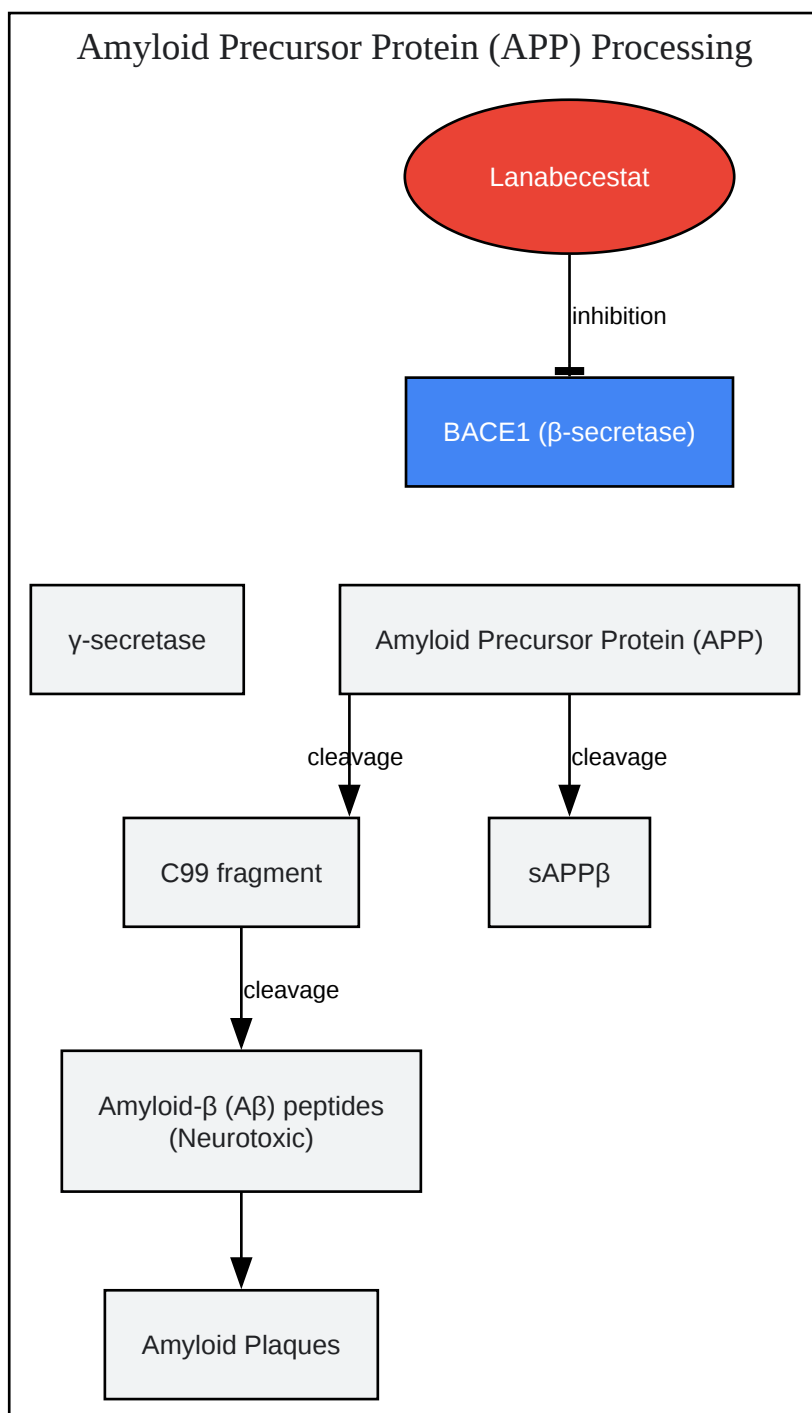 Amyloid Precursor Protein (APP) Processing
Lanabecestat
inhibition
BACE1 (β-secretase)
γ-secretase
Amyloid Precursor Protein (APP)
cleavage
cleavage
C99 fragment
sAPPβ
cleavage
Amyloid-β (Aβ) peptides
(Neurotoxic)
Amyloid Plaques